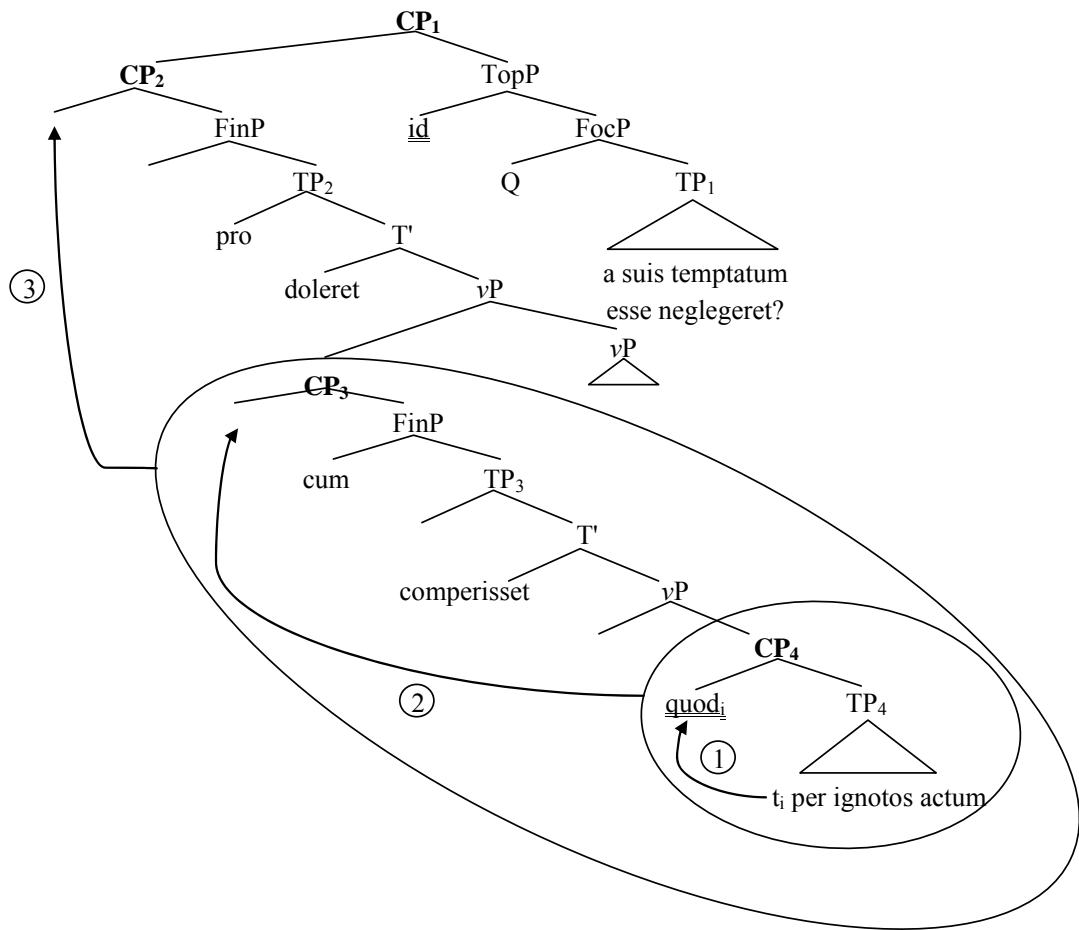 CP₁
CP₂ TopP
FinP id FocP
TP₂ Q TP₁
pro T'
a suis temptatum
③ doleret vP
esse neglegeret?
vP
CP₃
FinP
cum TP₃
T'
comperisset vP
CP₄
② quodᵢ TP₄
①
tᵢ per ignotos actum